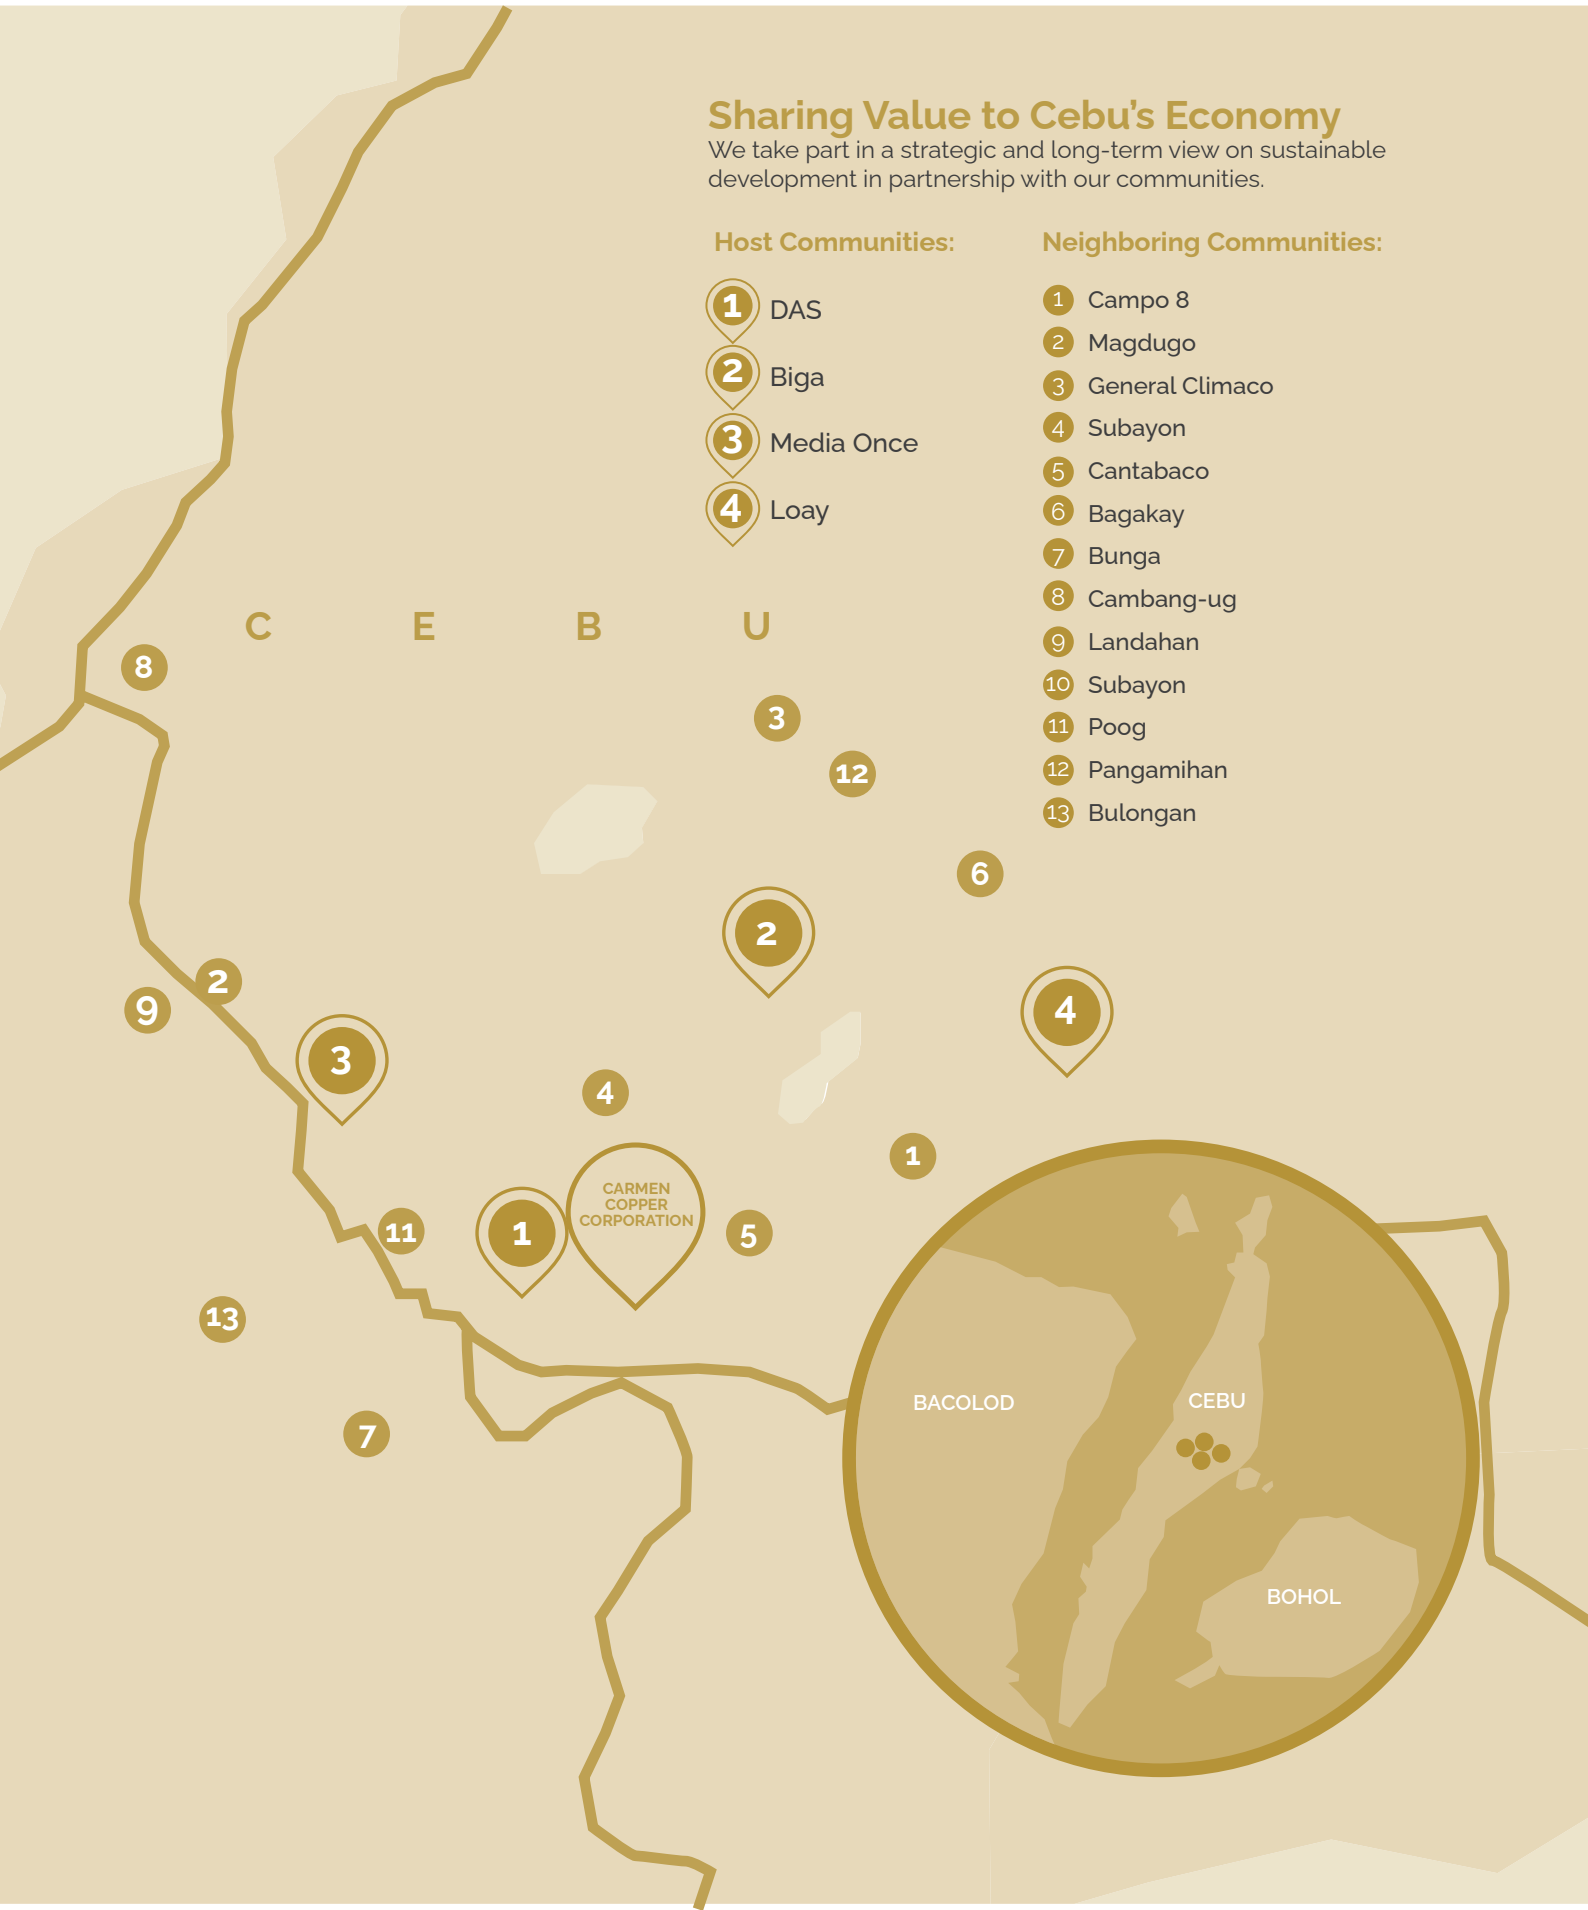 Sharing Value to Cebu's Economy
We take part in a strategic and long-term view on sustainable
development in partnership with our communities.
Host Communities:
1 DAS
2 Biga
3 Media Once
4 Loay
Neighboring Communities:
1 Campo 8
2 Magdugo
3 General Climaco
4 Subayon
5 Cantabaco
6 Bagakay
7 Bunga
8 Cambang-ug
9 Landahan
10 Subayon
11 Poog
12 Pangamihan
13 Bulongan
C E B U
8
3
12
6
2
4
2
9
3
4
1
CARMEN
COPPER
CORPORATION
11
1
5
13
7
BACOLOD
CEBU
BOHOL